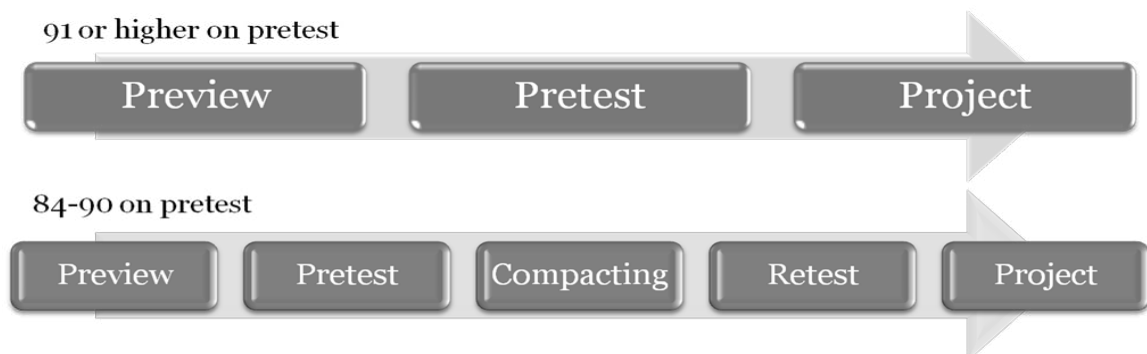 91 or higher on pretest
Preview Pretest Project
84-90 on pretest
Preview Pretest Compacting Retest Project